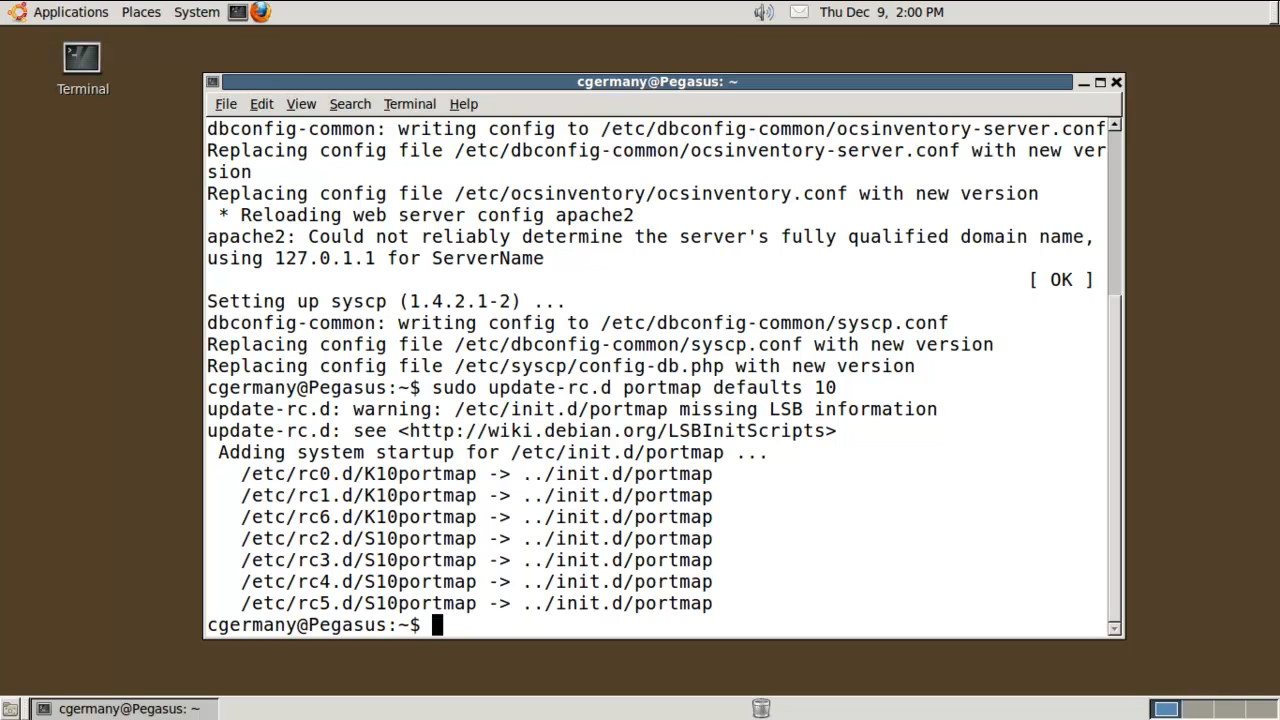 Applications Places System Thu Dec 9, 2:00 PM
Terminal
cgermany@Pegasus: ~
File Edit View Search Terminal Help
dbconfig-common: writing config to /etc/dbconfig-common/ocsinventory-server.conf
Replacing config file /etc/dbconfig-common/ocsinventory-server.conf with new ver
sion
Replacing config file /etc/ocsinventory/ocsinventory.conf with new version
 * Reloading web server config apache2
apache2: Could not reliably determine the server's fully qualified domain name,
using 127.0.1.1 for ServerName
[ OK ]
Setting up syscp (1.4.2.1-2) ...
dbconfig-common: writing config to /etc/dbconfig-common/syscp.conf
Replacing config file /etc/dbconfig-common/syscp.conf with new version
Replacing config file /etc/syscp/config-db.php with new version
cgermany@Pegasus:~$ sudo update-rc.d portmap defaults 10
update-rc.d: warning: /etc/init.d/portmap missing LSB information
update-rc.d: see <http://wiki.debian.org/LSBInitScripts>
 Adding system startup for /etc/init.d/portmap ...
   /etc/rc0.d/K10portmap -> ../init.d/portmap
   /etc/rc1.d/K10portmap -> ../init.d/portmap
   /etc/rc6.d/K10portmap -> ../init.d/portmap
   /etc/rc2.d/S10portmap -> ../init.d/portmap
   /etc/rc3.d/S10portmap -> ../init.d/portmap
   /etc/rc4.d/S10portmap -> ../init.d/portmap
   /etc/rc5.d/S10portmap -> ../init.d/portmap
cgermany@Pegasus:~$
cgermany@Pegasus: ~